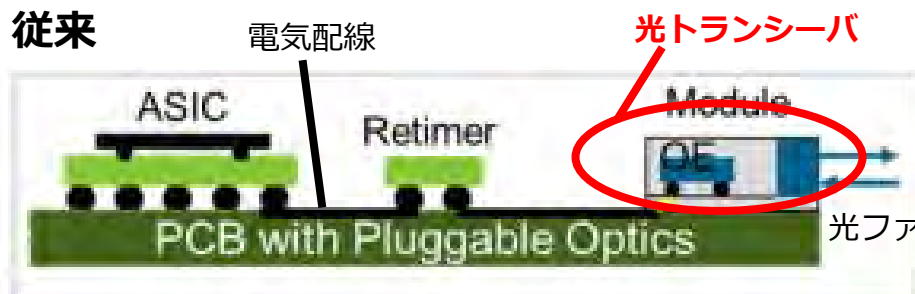 従来
電気配線
光トランシーバ
ASIC
Retimer
Module
OE
PCB with Pluggable Optics
光ファ